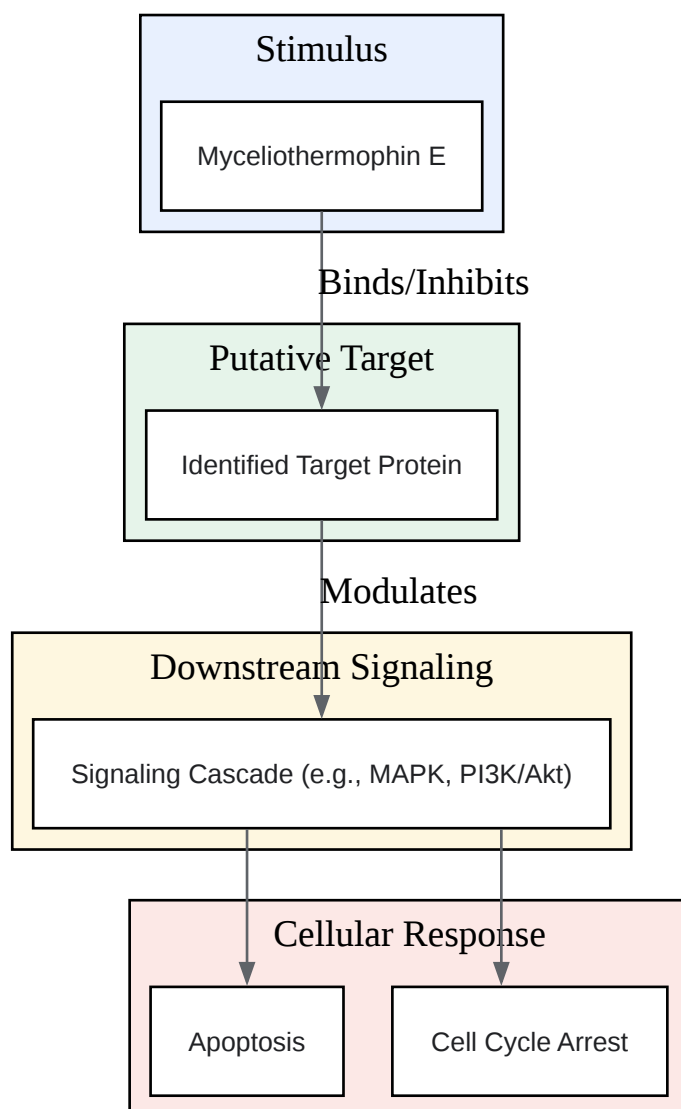 Stimulus
Myceliothermophin E
Binds/Inhibits
Putative Target
Identified Target Protein
Modulates
Downstream Signaling
Signaling Cascade (e.g., MAPK, PI3K/Akt)
Cellular Response
Apoptosis
Cell Cycle Arrest